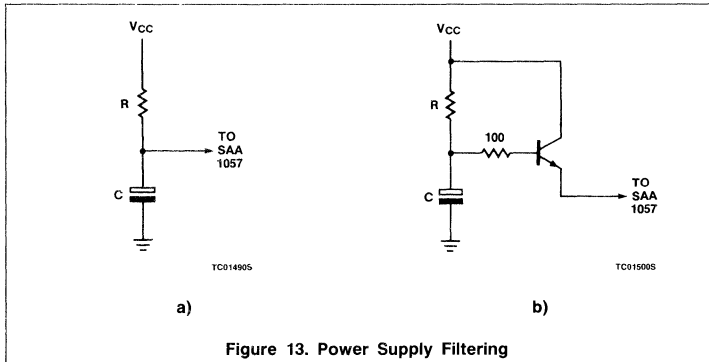 VCC
R
TO
SAA
1057
C
TC01490S
a)
VCC
R
100
TO
SAA
1057
C
TC01500S
b)
Figure 13. Power Supply Filtering